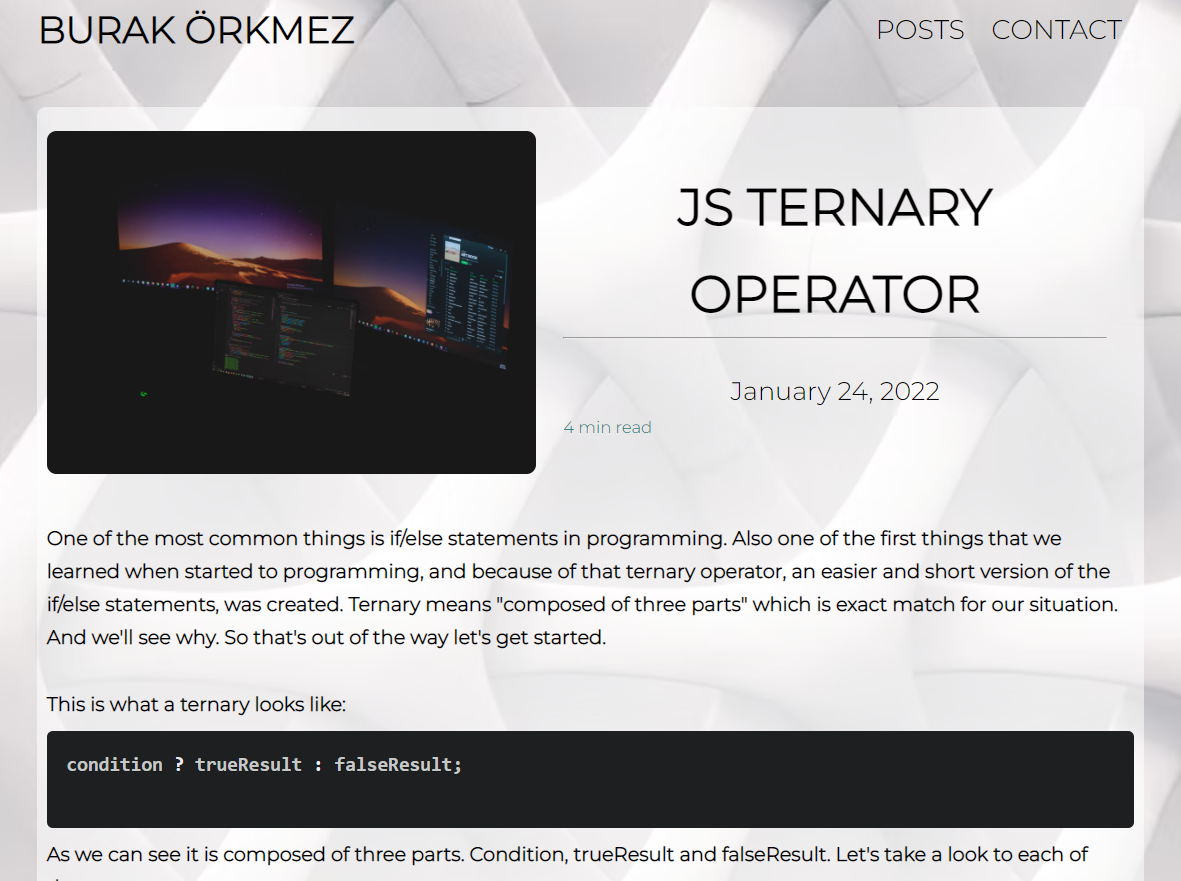 BURAK ÖRKMEZ
POSTS CONTACT
JS TERNARY
OPERATOR
January 24, 2022
4 min read
One of the most common things is if/else statements in programming. Also one of the first things that we
learned when started to programming, and because of that ternary operator, an easier and short version of the
if/else statements, was created. Ternary means "composed of three parts" which is exact match for our situation.
And we'll see why. So that's out of the way let's get started.
This is what a ternary looks like:
condition ? trueResult : falseResult;
As we can see it is composed of three parts. Condition, trueResult and falseResult. Let's take a look to each of